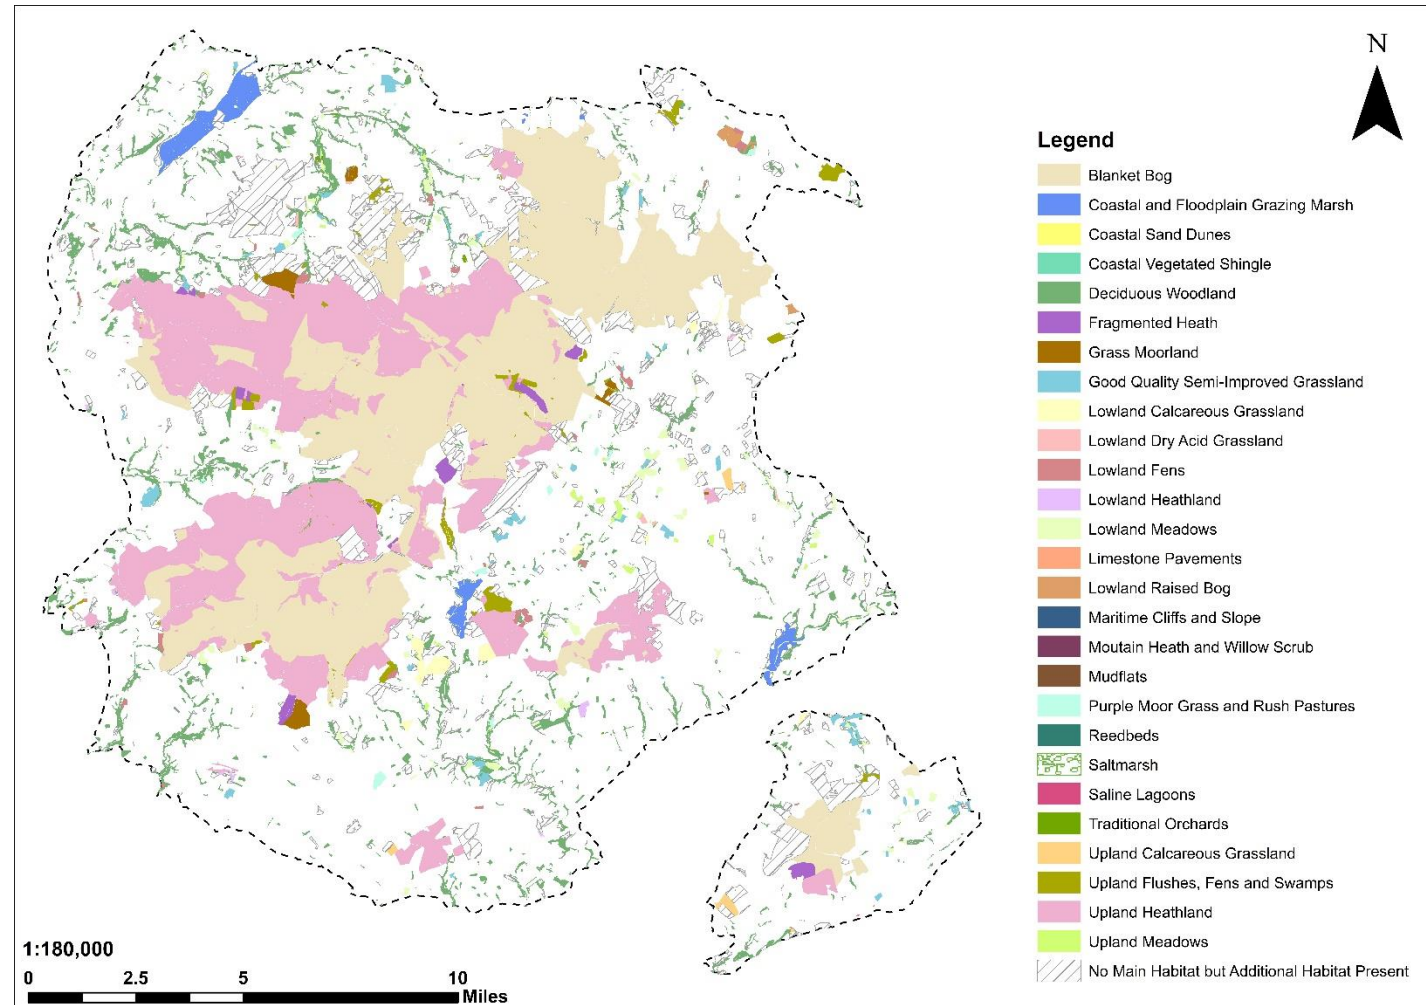 N
Legend
Blanket Bog
Coastal and Floodplain Grazing Marsh
Coastal Sand Dunes
Coastal Vegetated Shingle
Deciduous Woodland
Fragmented Heath
Grass Moorland
Good Quality Semi-Improved Grassland
Lowland Calcareous Grassland
Lowland Dry Acid Grassland
Lowland Fens
Lowland Heathland
Lowland Meadows
Limestone Pavements
Lowland Raised Bog
Maritime Cliffs and Slope
Moutain Heath and Willow Scrub
Mudflats
Purple Moor Grass and Rush Pastures
Reedbeds
Saltmarsh
Saline Lagoons
Traditional Orchards
Upland Calcareous Grassland
Upland Flushes, Fens and Swamps
Upland Heathland
Upland Meadows
No Main Habitat but Additional Habitat Present
1:180,000
0 2.5 5 10
Miles